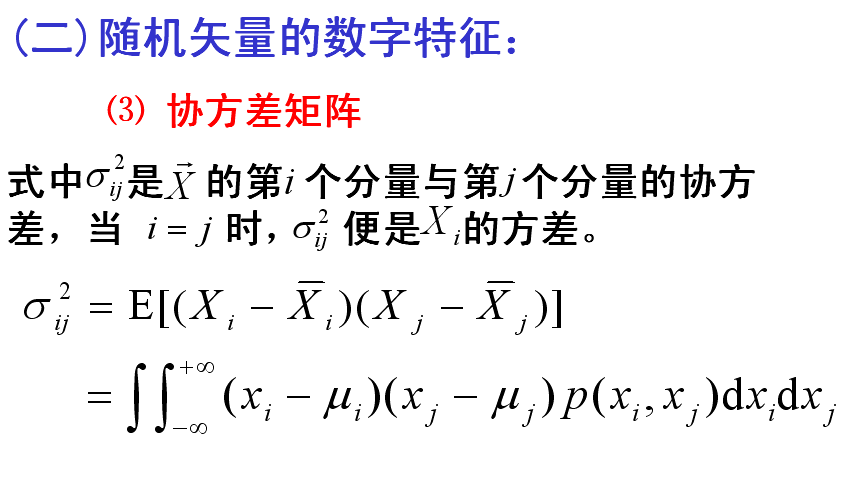 (二)随机矢量的数字特征：
⑶ 协方差矩阵
式中 $\sigma_{ij}^{2}$ 是 $\vec{X}$ 的第 $i$ 个分量与第 $j$ 个分量的协方
差，当 $i = j$ 时，$\sigma_{ij}^{2}$ 便是 $X_i$ 的方差。
$\sigma_{ij}^{2} = \mathrm{E}[(X_i - \overline{X}_i)(X_j - \overline{X}_j)]$
$= \int\int_{-\infty}^{+\infty} (x_i - \mu_i)(x_j - \mu_j) p(x_i, x_j) \mathrm{d}x_i \mathrm{d}x_j$